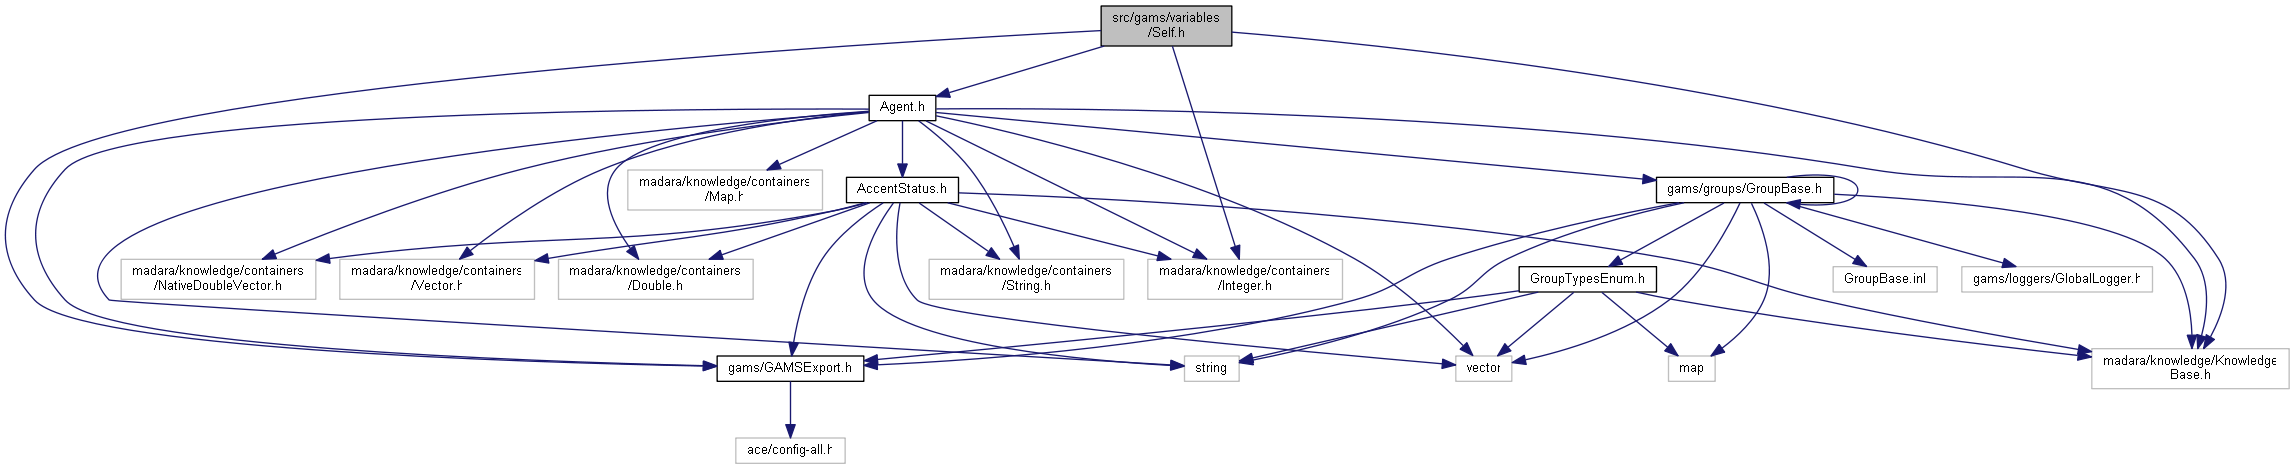 src/gams/variables
/Self.h
Agent.h
madara/knowledge/containers
/Map.h
AccentStatus.h
gams/groups/GroupBase.h
madara/knowledge/containers
/NativeDoubleVector.h
madara/knowledge/containers
/Vector.h
madara/knowledge/containers
/Double.h
madara/knowledge/containers
/String.h
madara/knowledge/containers
/Integer.h
GroupTypesEnum.h
GroupBase.inl
gams/loggers/GlobalLogger.h
gams/GAMSExport.h
string
vector
map
madara/knowledge/Knowledge
Base.h
ace/config-all.h